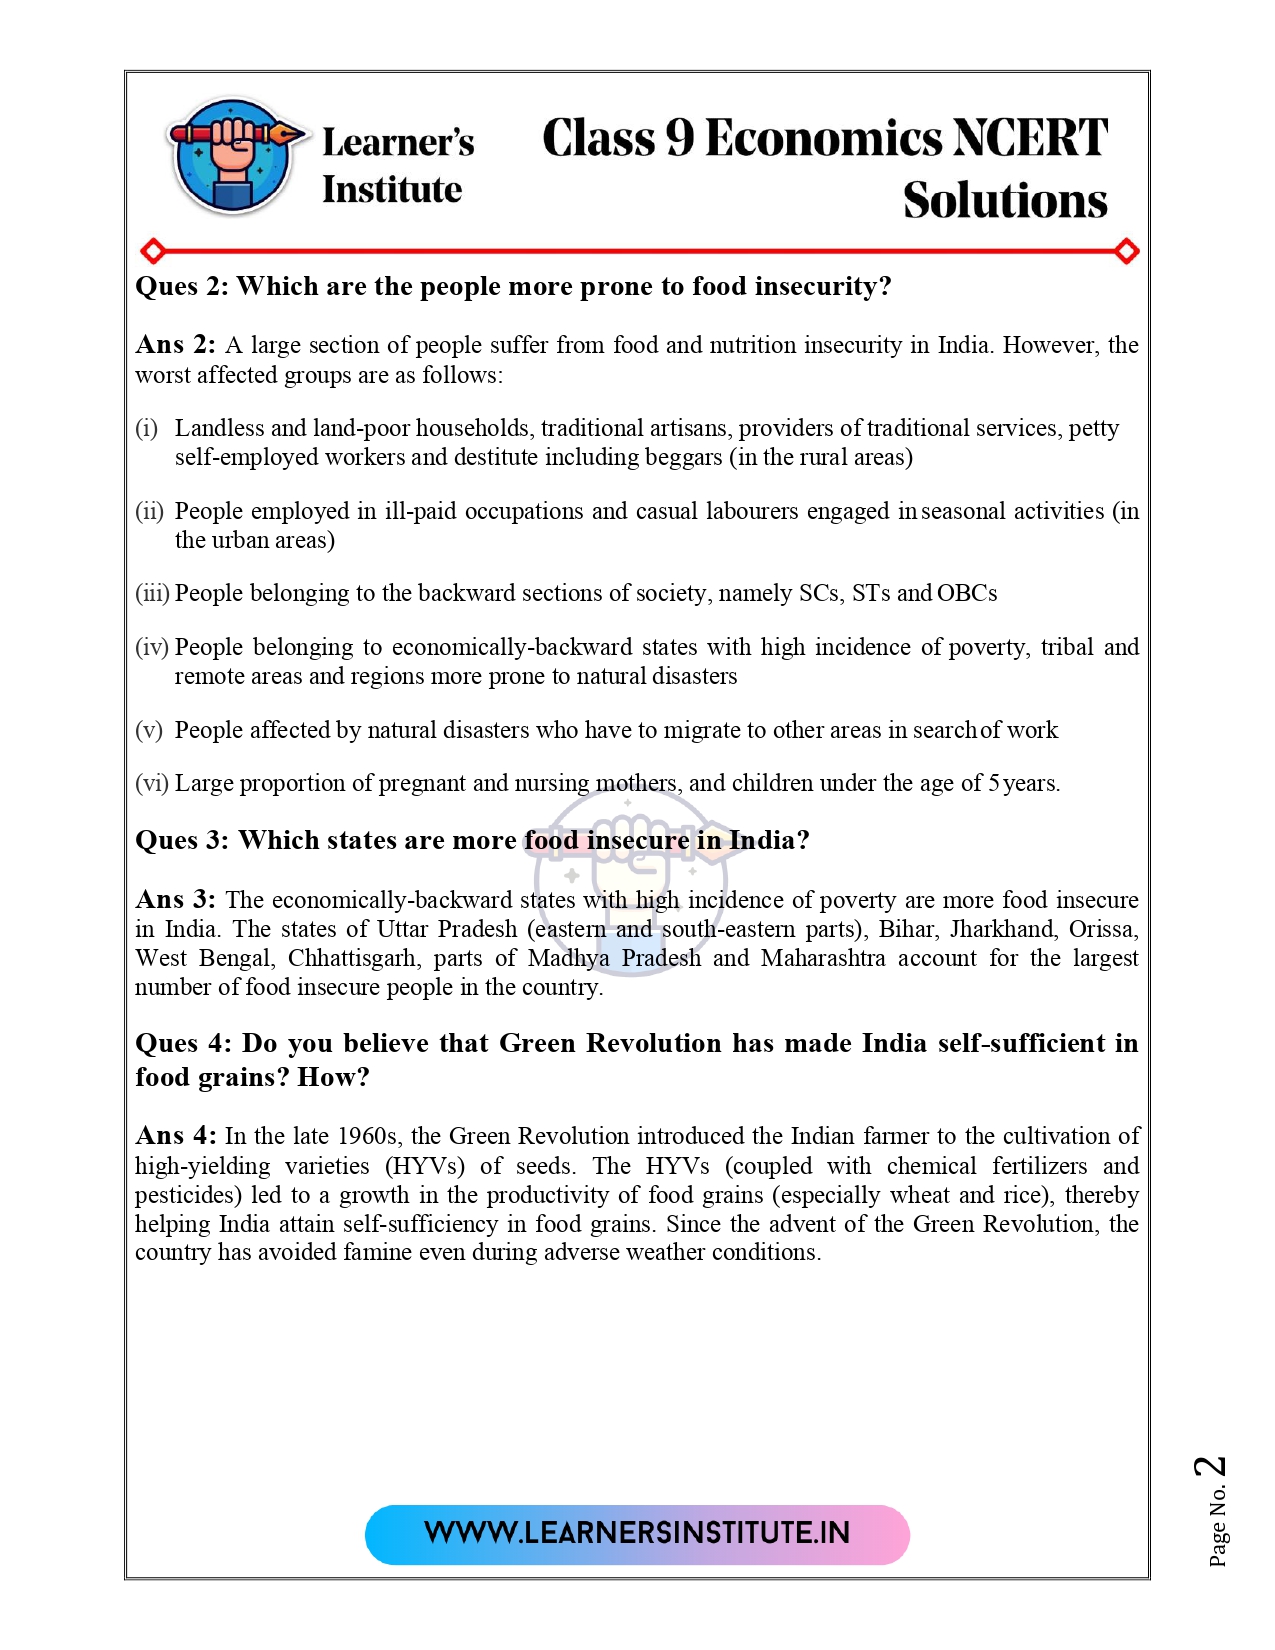 Learner's
Institute
Class 9 Economics NCERT
Solutions
Ques 2: Which are the people more prone to food insecurity?
Ans 2: A large section of people suffer from food and nutrition insecurity in India. However, the
worst affected groups are as follows:
(i) Landless and land-poor households, traditional artisans, providers of traditional services, petty
self-employed workers and destitute including beggars (in the rural areas)
(ii) People employed in ill-paid occupations and casual labourers engaged in seasonal activities (in
the urban areas)
(iii) People belonging to the backward sections of society, namely SCs, STs and OBCs
(iv) People belonging to economically-backward states with high incidence of poverty, tribal and
remote areas and regions more prone to natural disasters
(v) People affected by natural disasters who have to migrate to other areas in search of work
(vi) Large proportion of pregnant and nursing mothers, and children under the age of 5 years.
Ques 3: Which states are more food insecure in India?
Ans 3: The economically-backward states with high incidence of poverty are more food insecure
in India. The states of Uttar Pradesh (eastern and south-eastern parts), Bihar, Jharkhand, Orissa,
West Bengal, Chhattisgarh, parts of Madhya Pradesh and Maharashtra account for the largest
number of food insecure people in the country.
Ques 4: Do you believe that Green Revolution has made India self-sufficient in
food grains? How?
Ans 4: In the late 1960s, the Green Revolution introduced the Indian farmer to the cultivation of
high-yielding varieties (HYVs) of seeds. The HYVs (coupled with chemical fertilizers and
pesticides) led to a growth in the productivity of food grains (especially wheat and rice), thereby
helping India attain self-sufficiency in food grains. Since the advent of the Green Revolution, the
country has avoided famine even during adverse weather conditions.
Page No. 2
WWW.LEARNERSINSTITUTE.IN